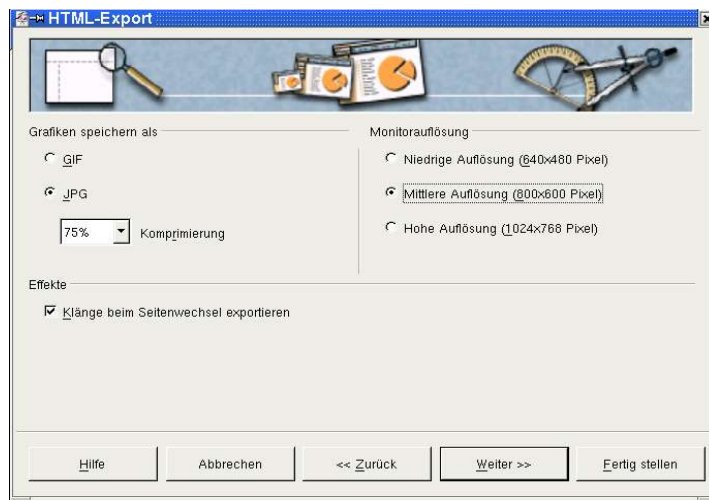 HTML-Export
Grafiken speichern als
GIF
JPG
75%
Komprimierung
Monitorauflösung
Niedrige Auflösung (640x480 Pixel)
Mittlere Auflösung (800x600 Pixel)
Hohe Auflösung (1024x768 Pixel)
Effekte
Klänge beim Seitenwechsel exportieren
Hilfe
Abbrechen
<< Zurück
Weiter >>
Fertig stellen